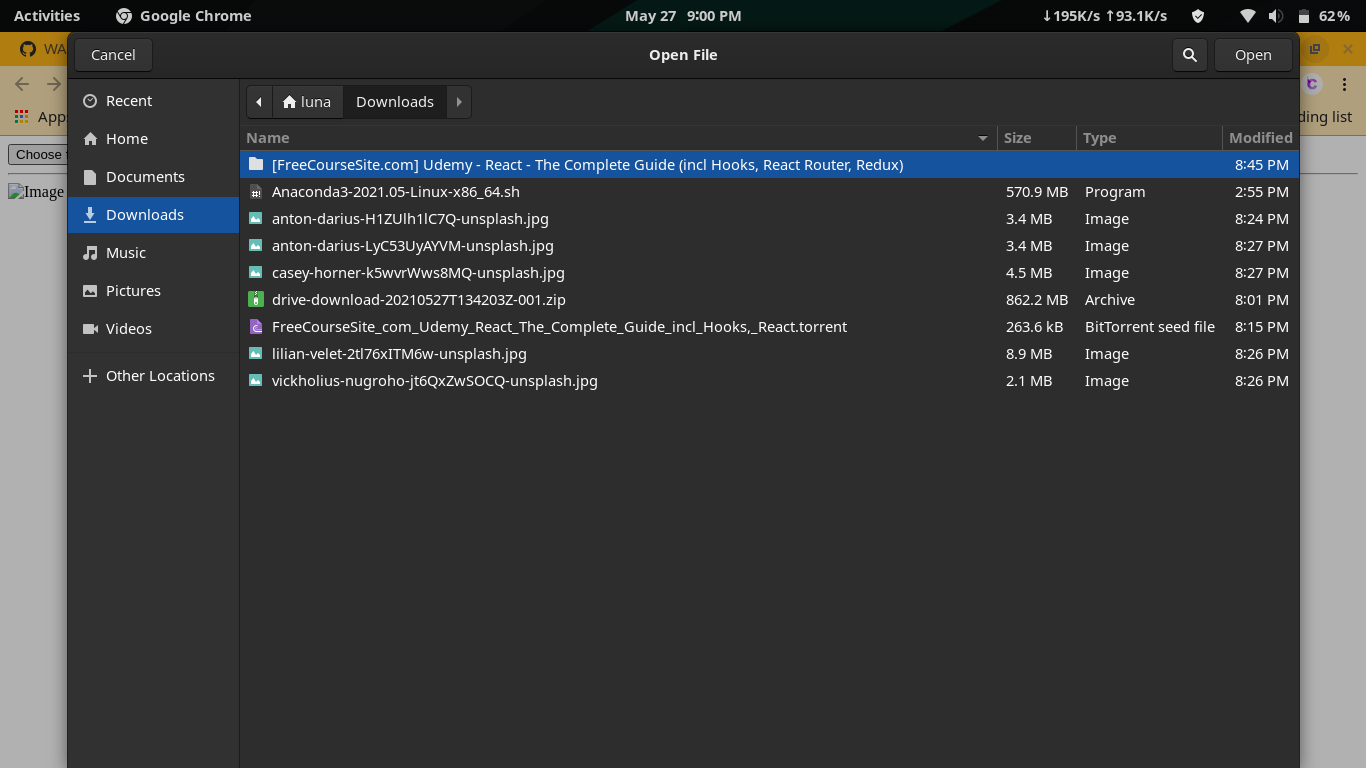 Activities Google Chrome May 27 9:00 PM ↓195K/s ↑93.1K/s 62%
WA
Cancel Open File Open
Recent
Home
Documents
Downloads
Music
Pictures
Videos
Other Locations
luna Downloads
Name Size Type Modified
[FreeCourseSite.com] Udemy - React - The Complete Guide (incl Hooks, React Router, Redux) 8:45 PM
Anaconda3-2021.05-Linux-x86_64.sh 570.9 MB Program 2:55 PM
anton-darius-H1ZUlh1lC7Q-unsplash.jpg 3.4 MB Image 8:24 PM
anton-darius-LyC53UyAYVM-unsplash.jpg 3.4 MB Image 8:27 PM
casey-horner-k5wvrWws8MQ-unsplash.jpg 4.5 MB Image 8:27 PM
drive-download-20210527T134203Z-001.zip 862.2 MB Archive 8:01 PM
FreeCourseSite_com_Udemy_React_The_Complete_Guide_incl_Hooks,_React.torrent 263.6 kB BitTorrent seed file 8:15 PM
lilian-velet-2tl76xITM6w-unsplash.jpg 8.9 MB Image 8:26 PM
vickholius-nugroho-jt6QxZwSOCQ-unsplash.jpg 2.1 MB Image 8:26 PM
C
App
ding list
Choose
Image